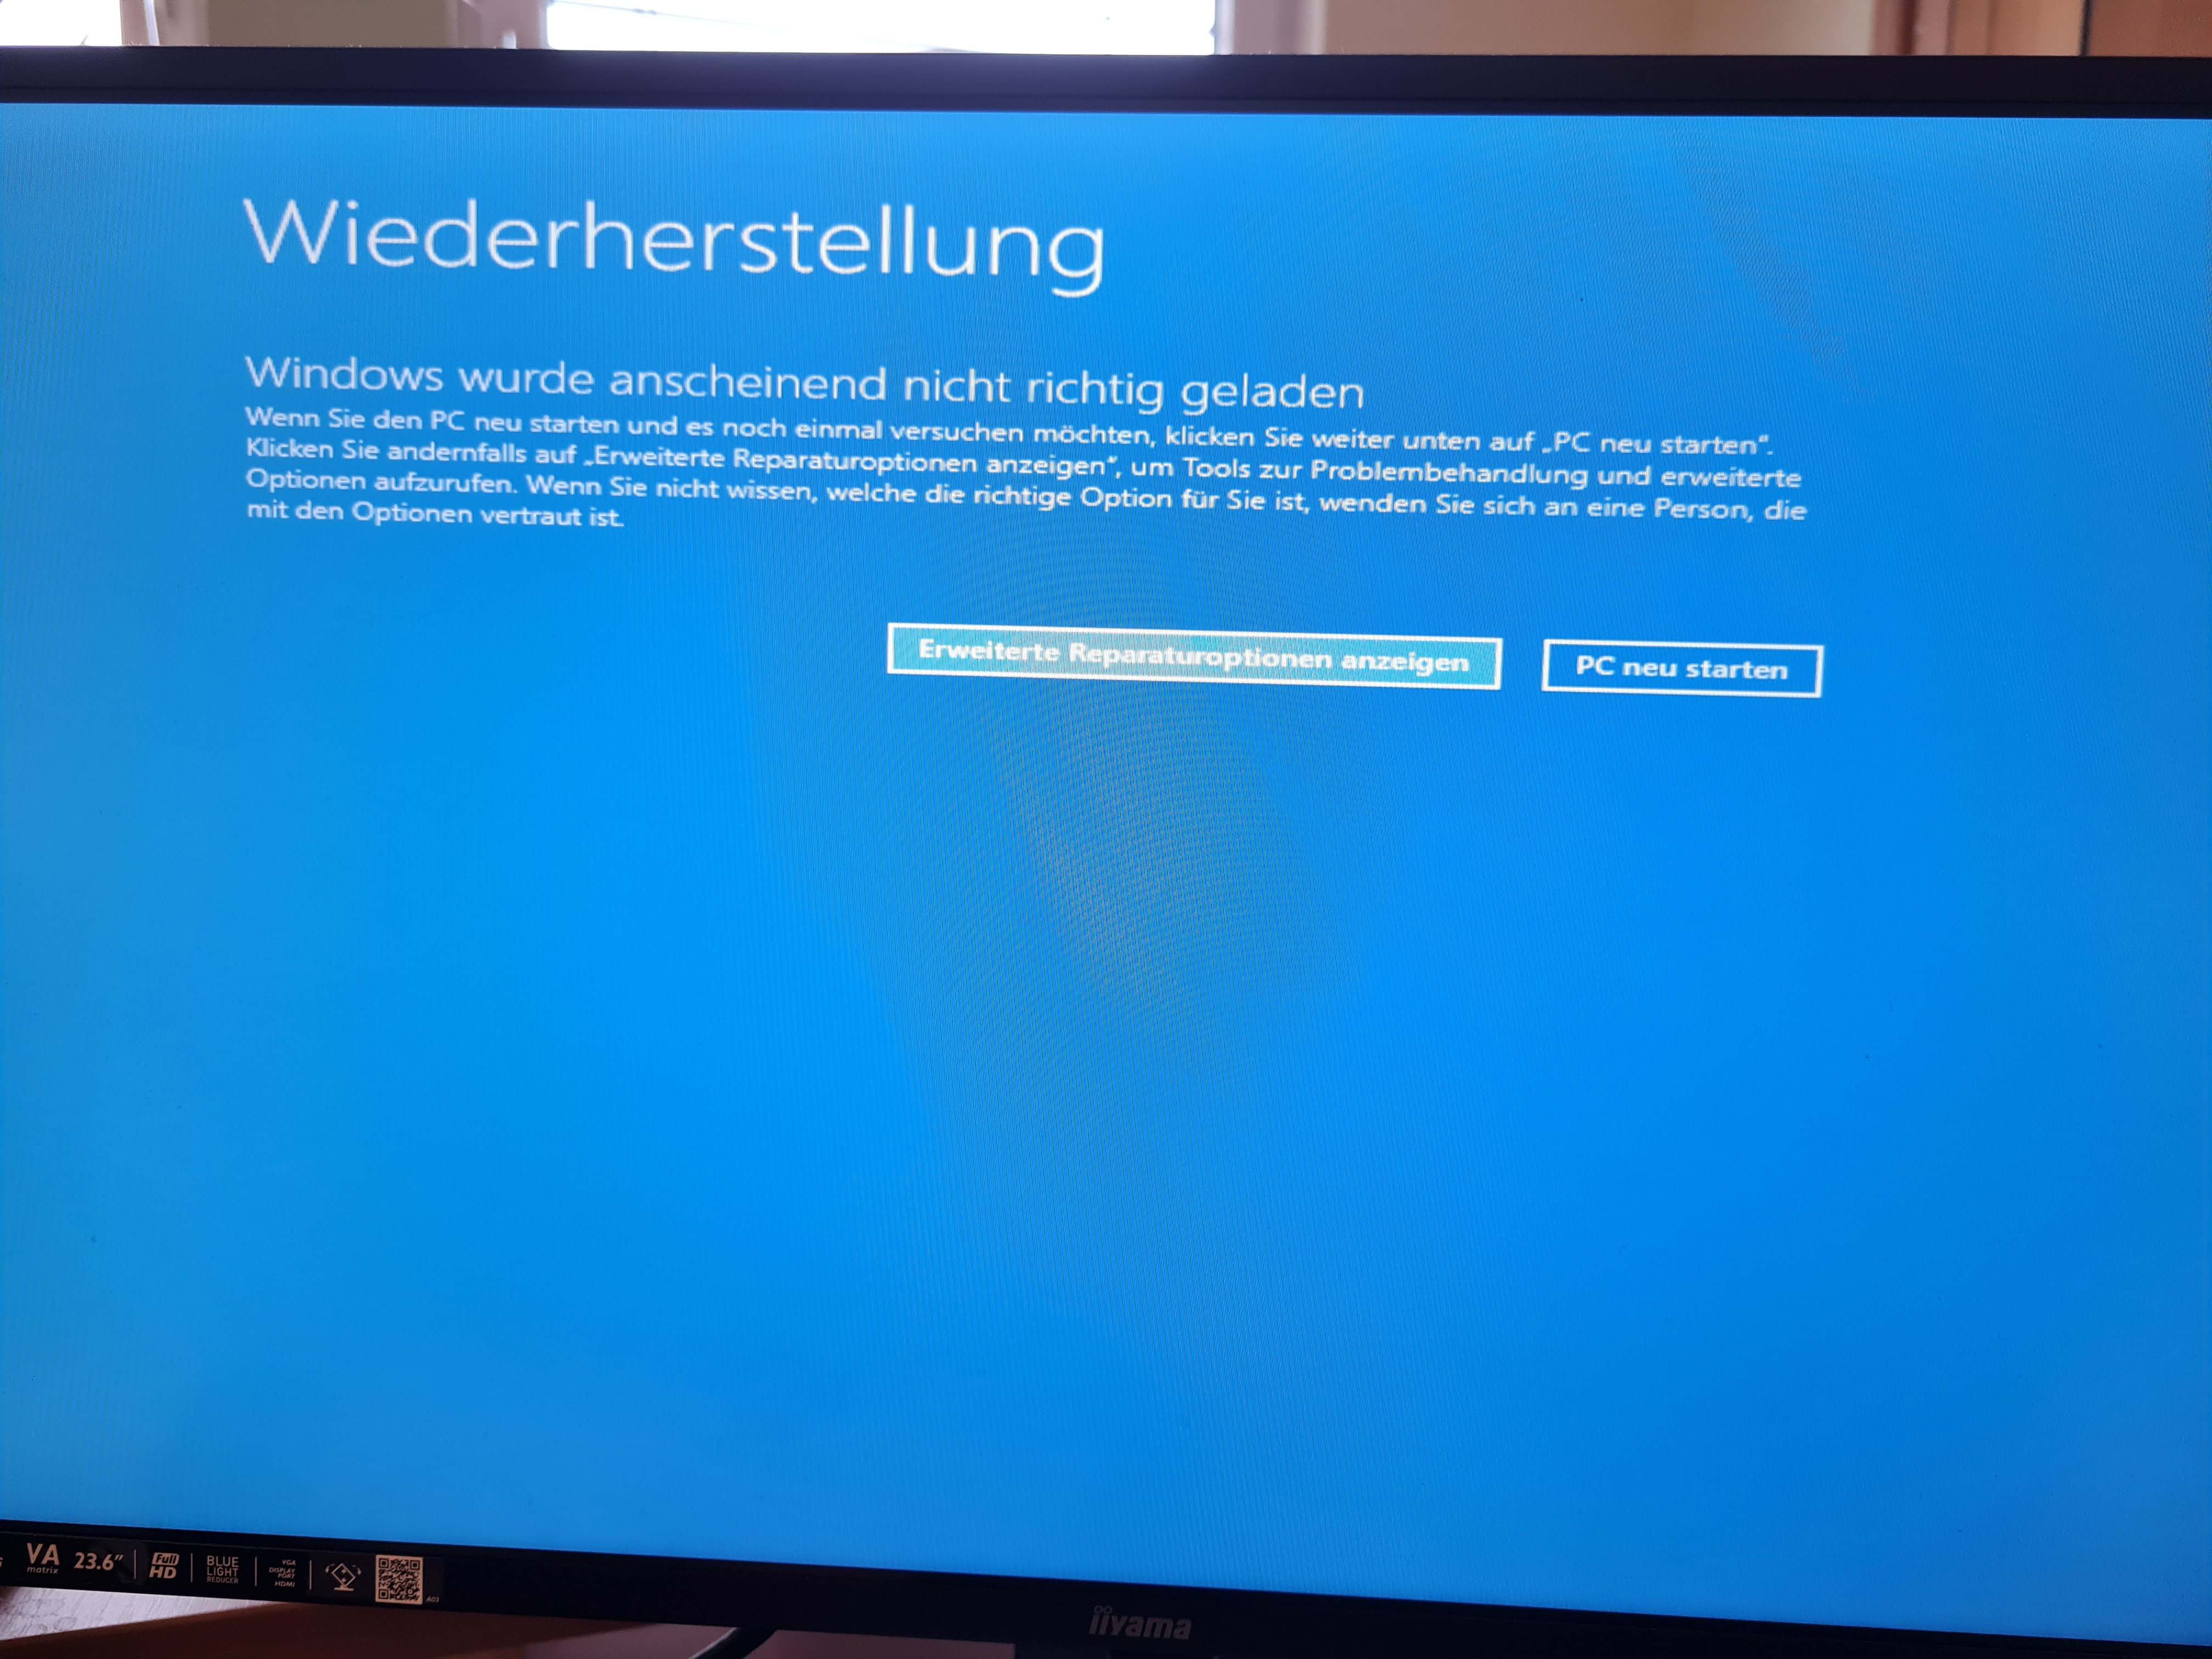 Wiederherstellung
Windows wurde anscheinend nicht richtig geladen
Wenn Sie den PC neu starten und es noch einmal versuchen möchten, klicken Sie weiter unten auf „PC neu starten“.
Klicken Sie andernfalls auf „Erweiterte Reparaturoptionen anzeigen“, um Tools zur Problembehandlung und erweiterte
Optionen aufzurufen. Wenn Sie nicht wissen, welche die richtige Option für Sie ist, wenden Sie sich an eine Person, die
mit den Optionen vertraut ist.
Erweiterte Reparaturoptionen anzeigen
PC neu starten
VA
matrix
23.6″
Full
HD
BLUE
LIGHT
REDUCER
VGA
DISPLAY
PORT
HDMI
A03
iiyama